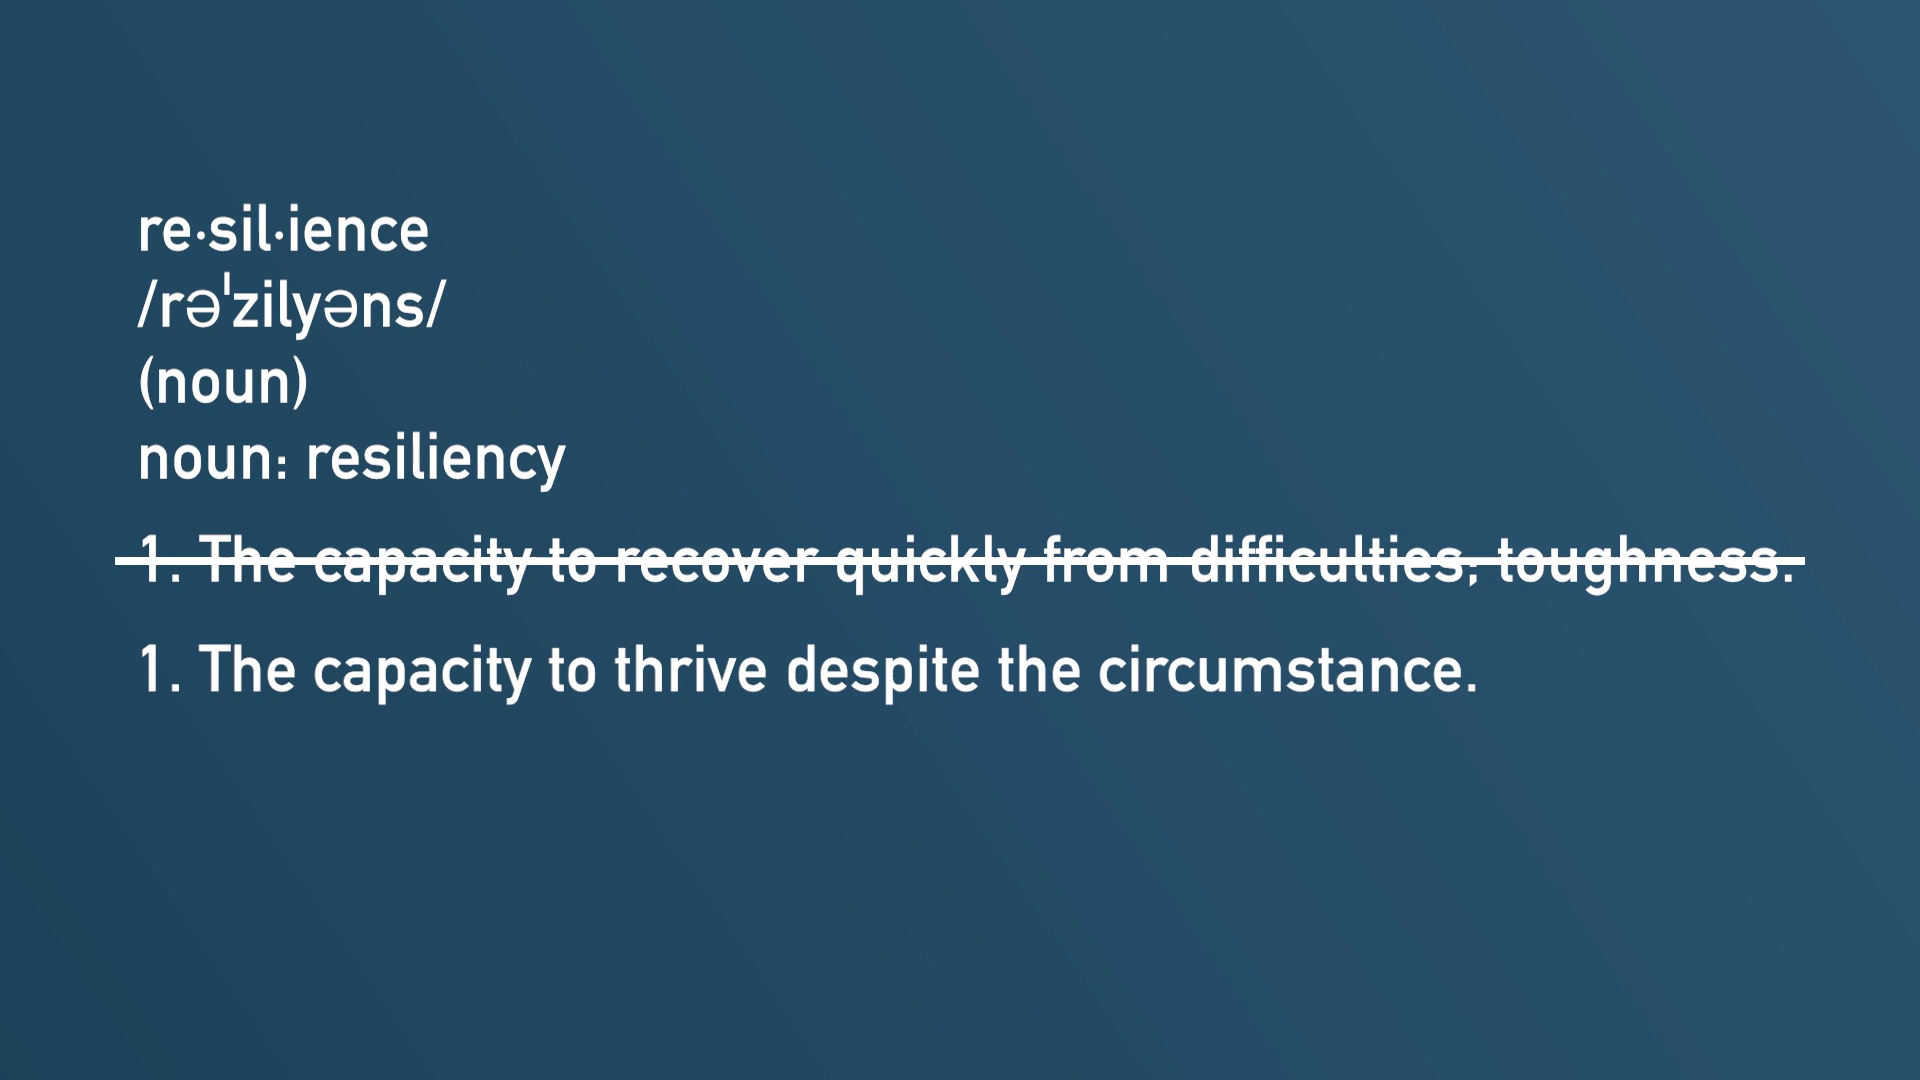 re·sil·ience
/rəˈzilyəns/
(noun)
noun: resiliency
1. The capacity to recover quickly from difficulties; toughness.
1. The capacity to thrive despite the circumstance.